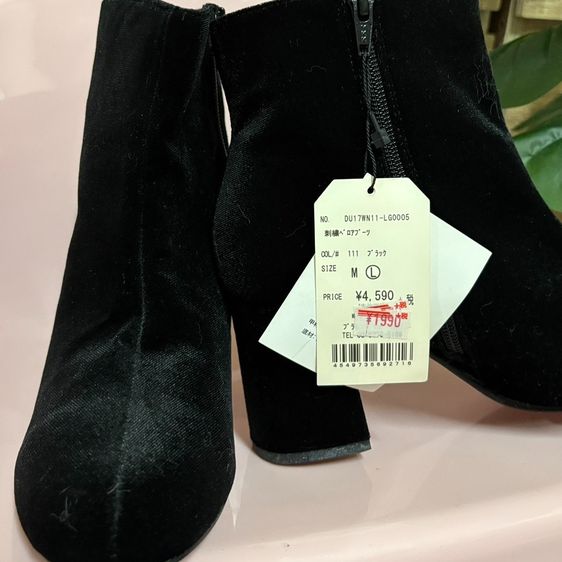 NO. DU17WN11-LG0005
刺繍ベロアブーツ
COL/# 111 ブラック
SIZE M Ⓛ
PRICE ¥4,590 +税
¥1990 +税
TEL
4549735692716